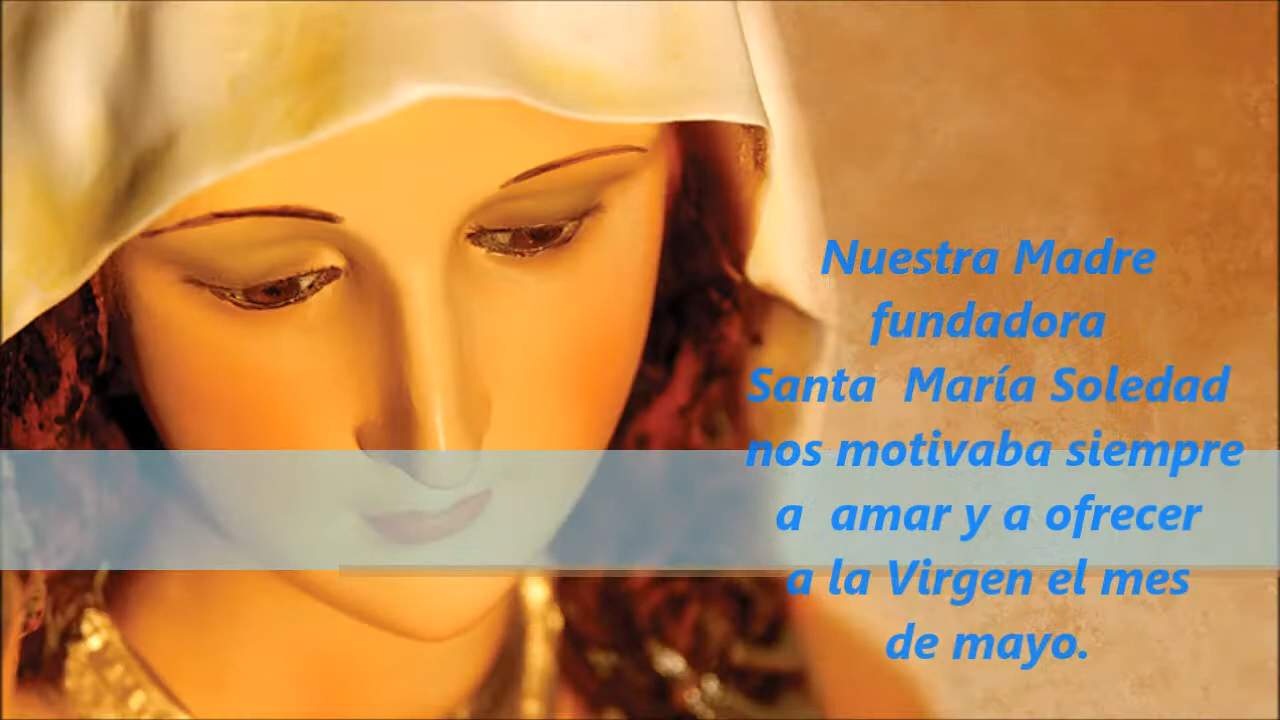 Nuestra Madre
fundadora
Santa María Soledad
nos motivaba siempre
a amar y a ofrecer
a la Virgen el mes
de mayo.